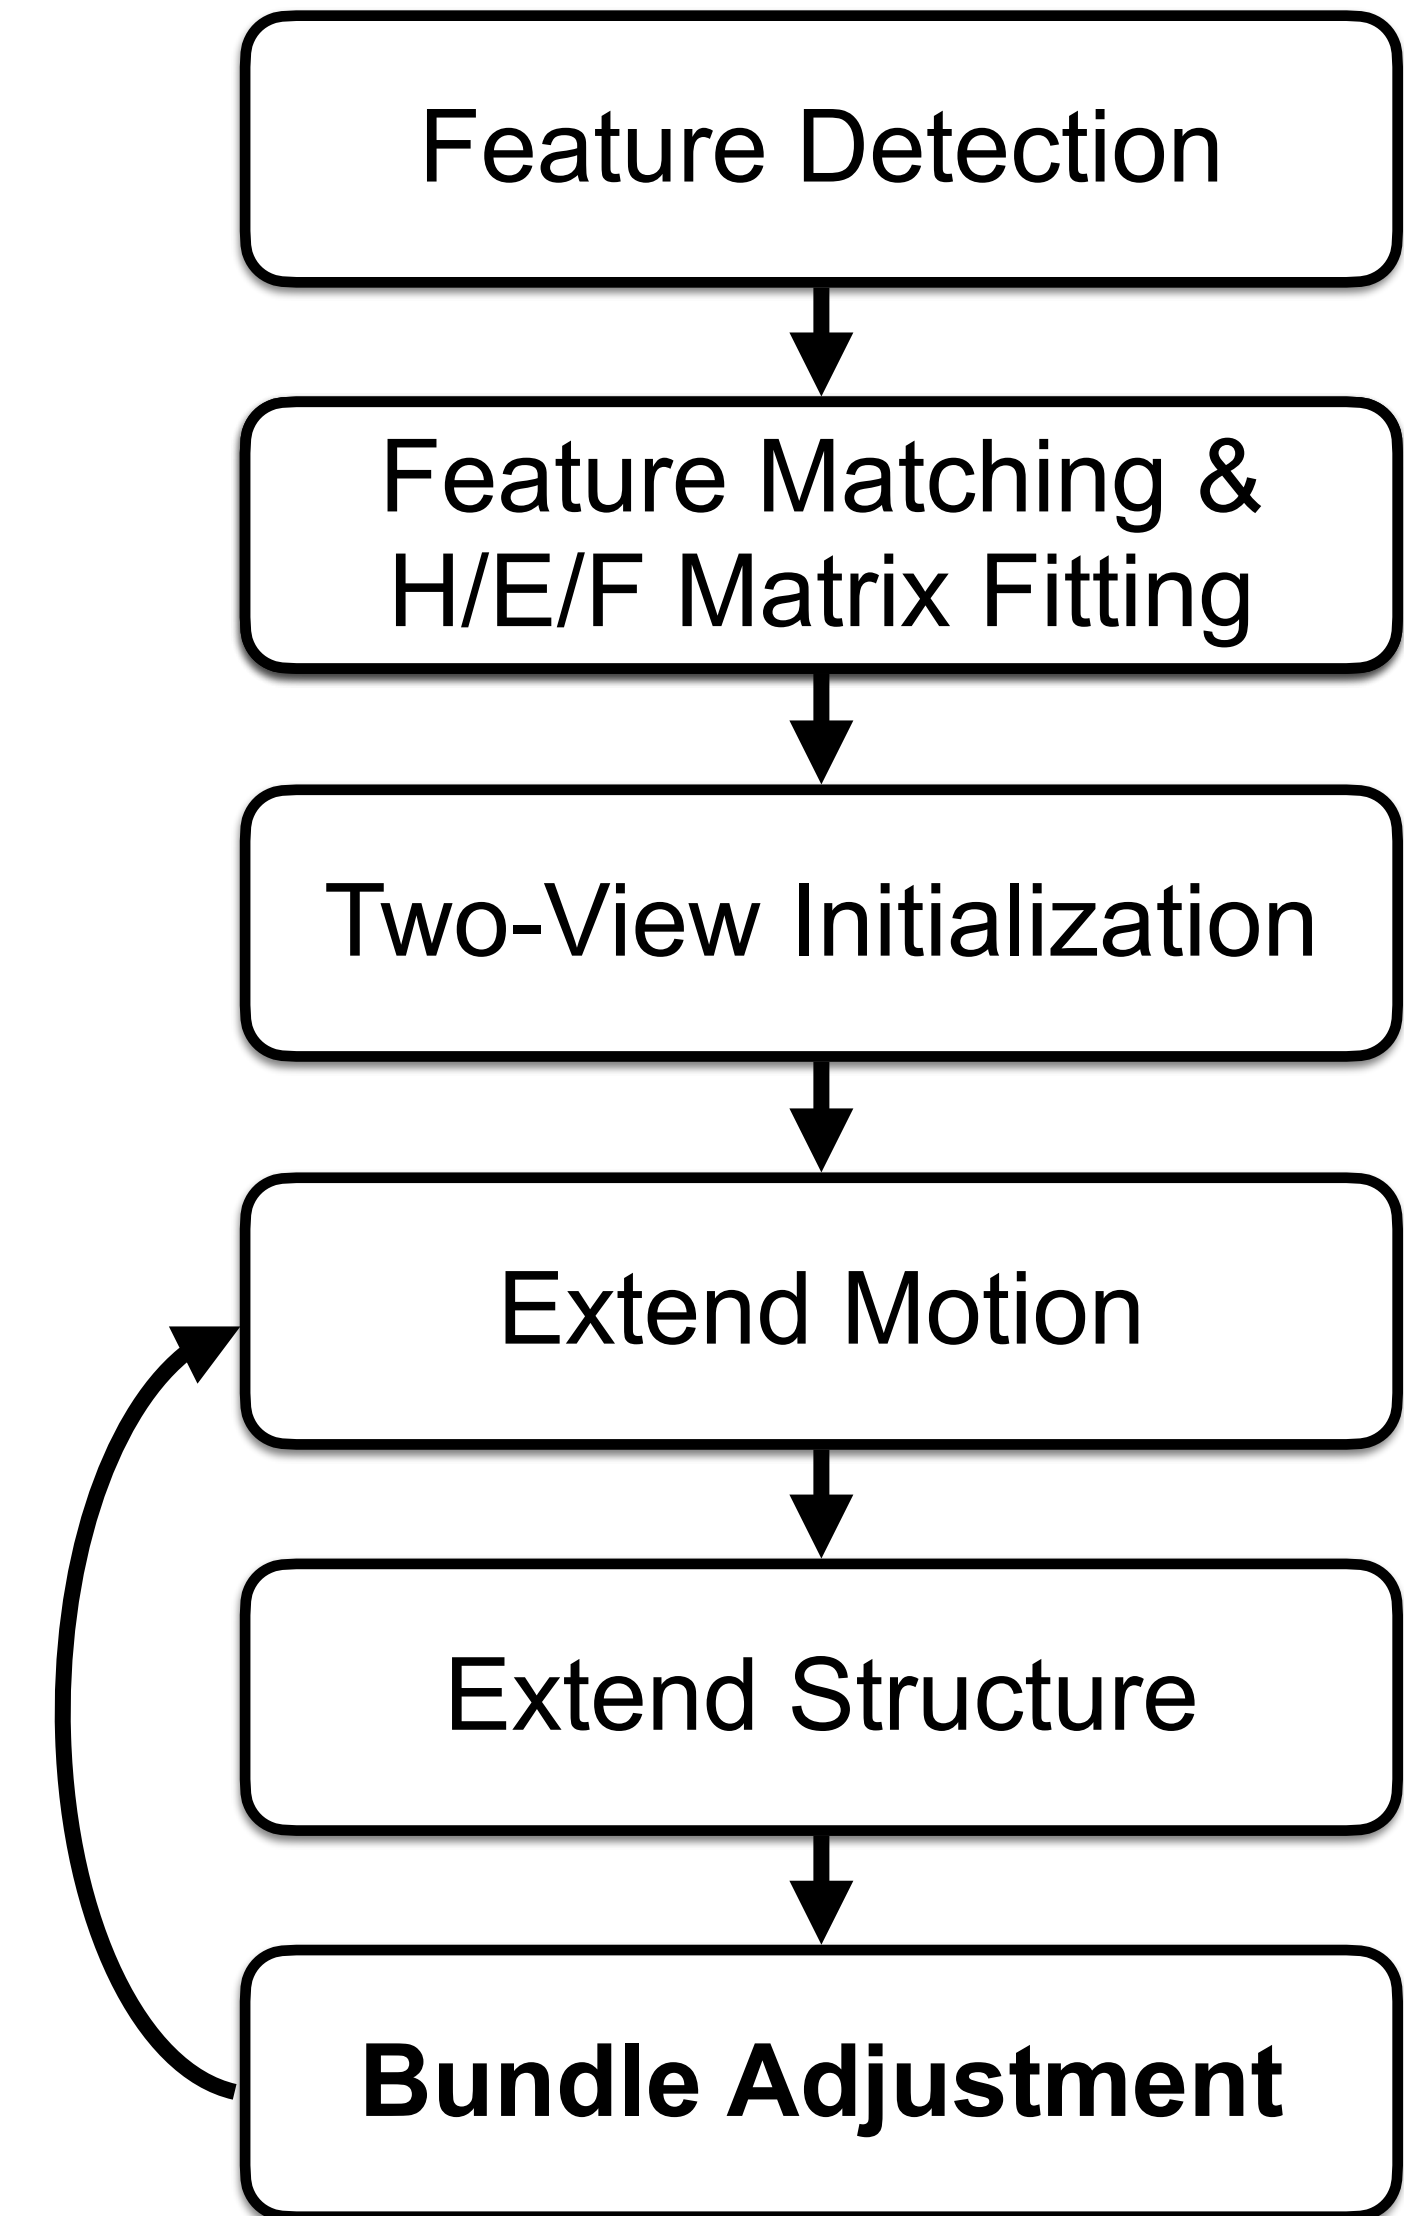 Feature Detection
Feature Matching &
H/E/F Matrix Fitting
Two-View Initialization
Extend Motion
Extend Structure
Bundle Adjustment